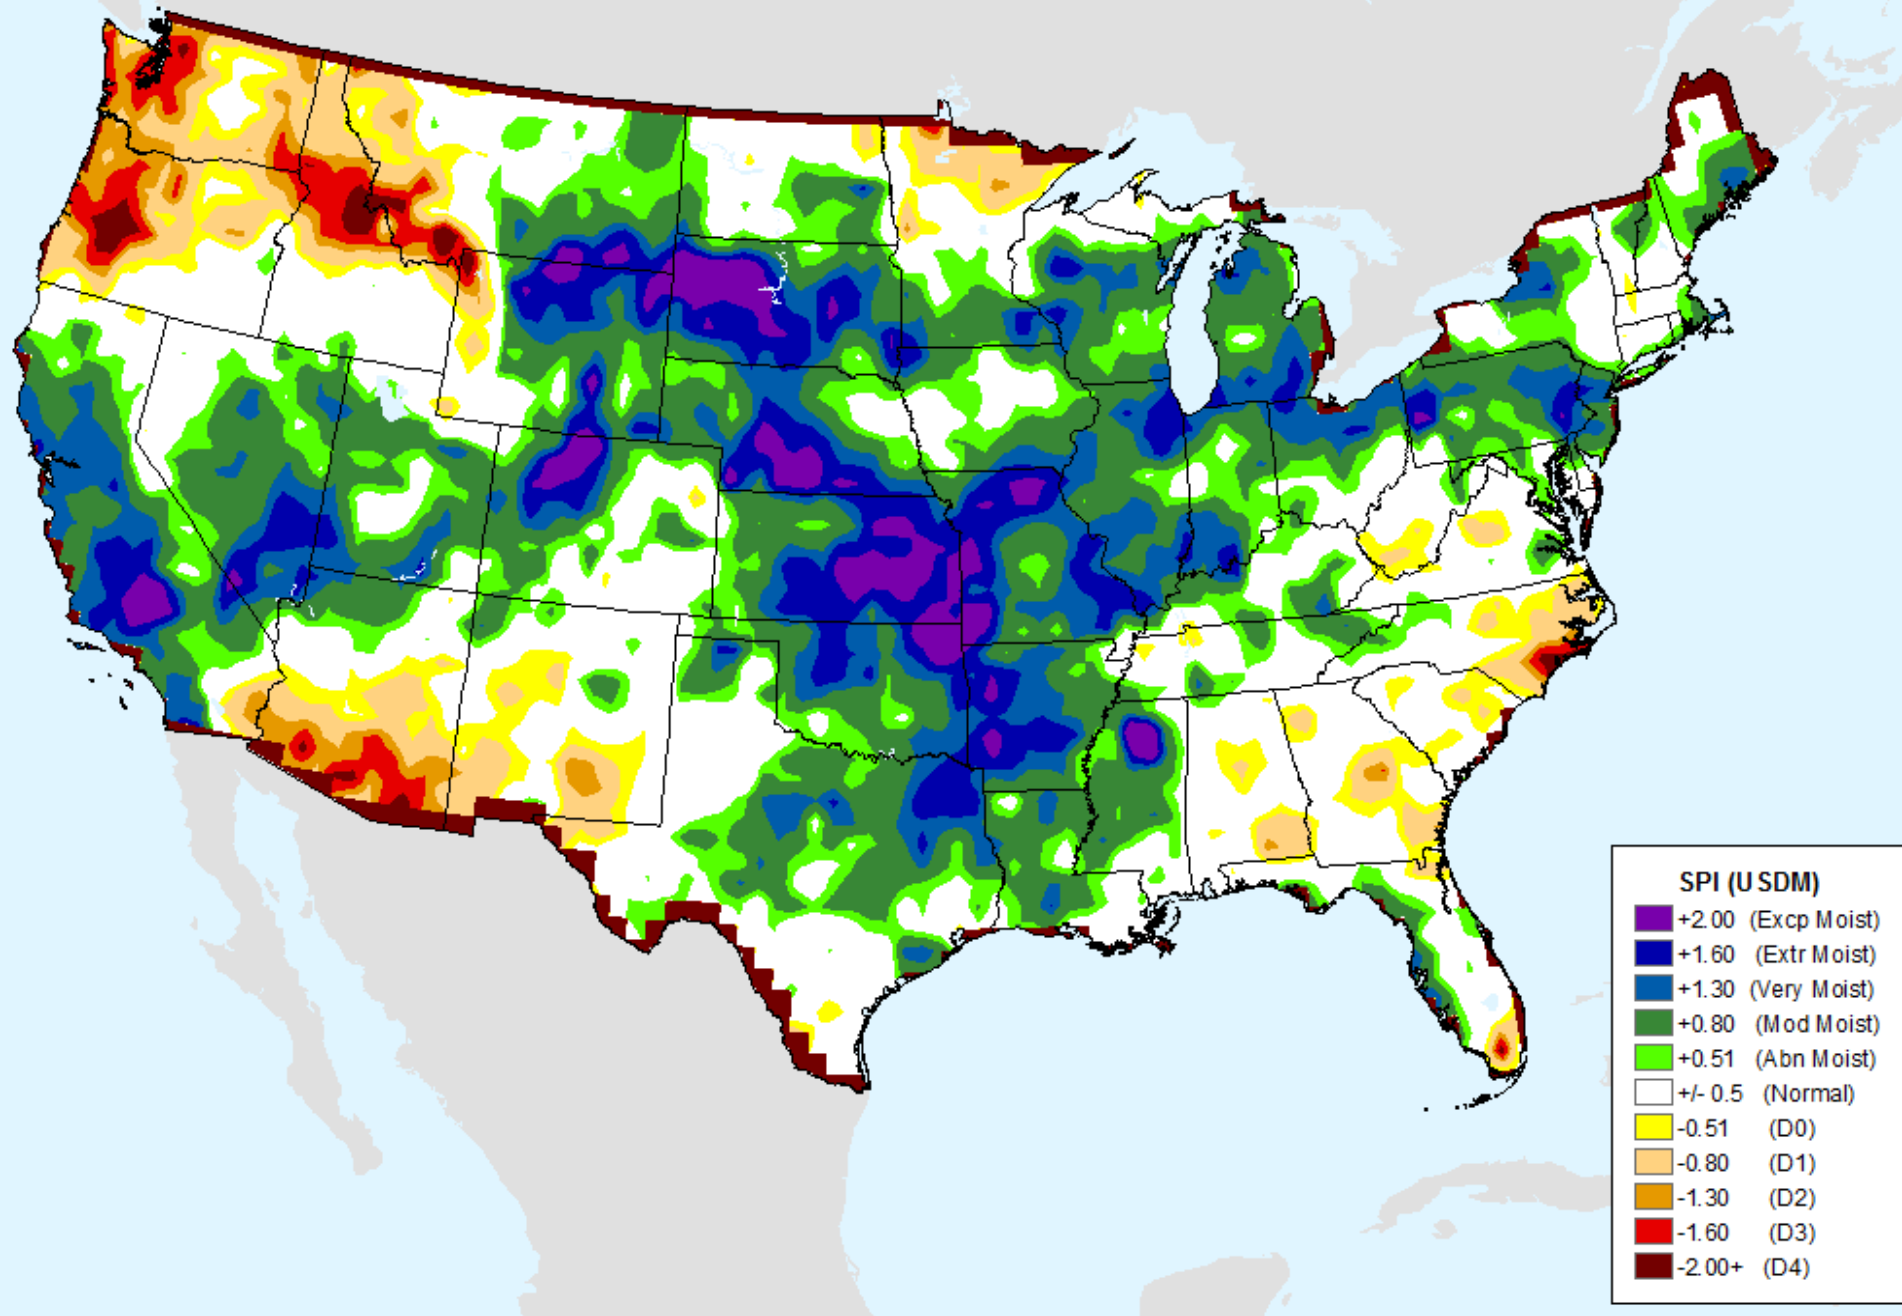 SPI (USDM)
+2.00 (Excp Moist)
+1.60 (Extr Moist)
+1.30 (Very Moist)
+0.80 (Mod Moist)
+0.51 (Abn Moist)
+/- 0.5 (Normal)
-0.51 (D0)
-0.80 (D1)
-1.30 (D2)
-1.60 (D3)
-2.00+ (D4)